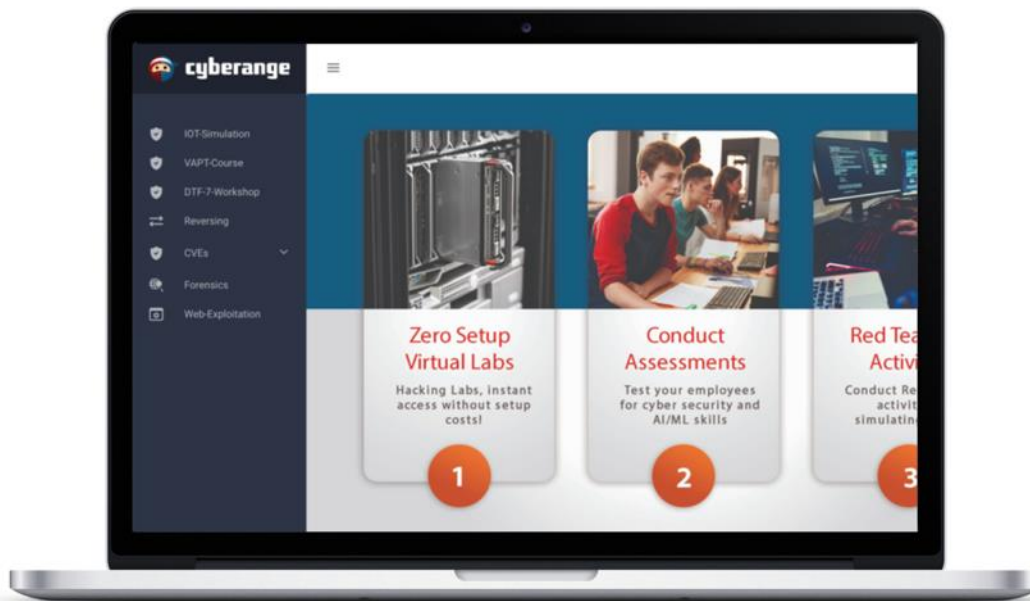 cyberange
IOT-Simulation
VAPT-Course
DTF-7-Workshop
Reversing
CVEs
Forensics
Web-Exploitation
Zero Setup
Virtual Labs
Hacking Labs, instant
access without setup
costs!
1
Conduct
Assessments
Test your employees
for cyber security and
AI/ML skills
2
Red Tea
Activi
Conduct Re
activit
simulating
3